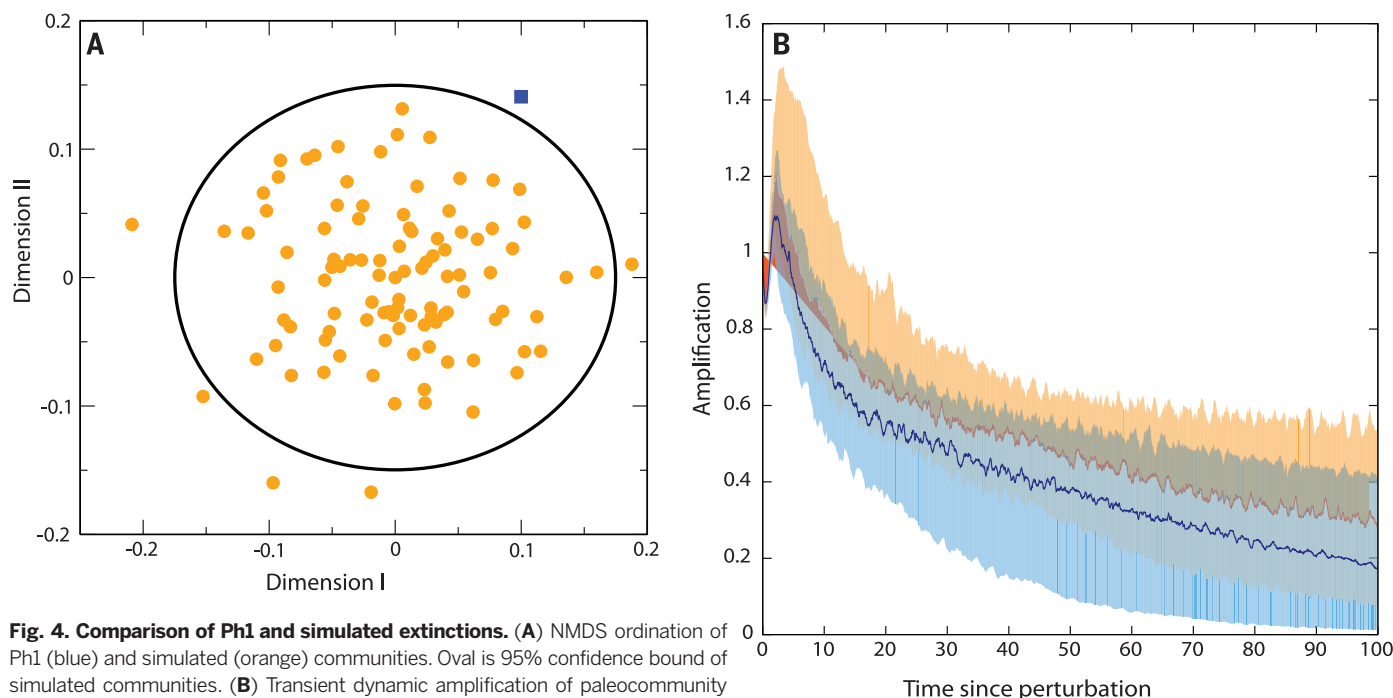 A
0.2
0.1
0
-0.1
-0.2
Dimension II
-0.2
-0.1
0
0.1
0.2
Dimension I
B
1.6
1.4
1.2
1
0.8
0.6
0.4
0.2
0
Amplification
0 10 20 30 40 50 60 70 80 90 100
Time since perturbation
Fig. 4. Comparison of Ph1 and simulated extinctions. (A) NMDS ordination of
Ph1 (blue) and simulated (orange) communities. Oval is 95% confidence bound of
simulated communities. (B) Transient dynamic amplification of paleocommunity